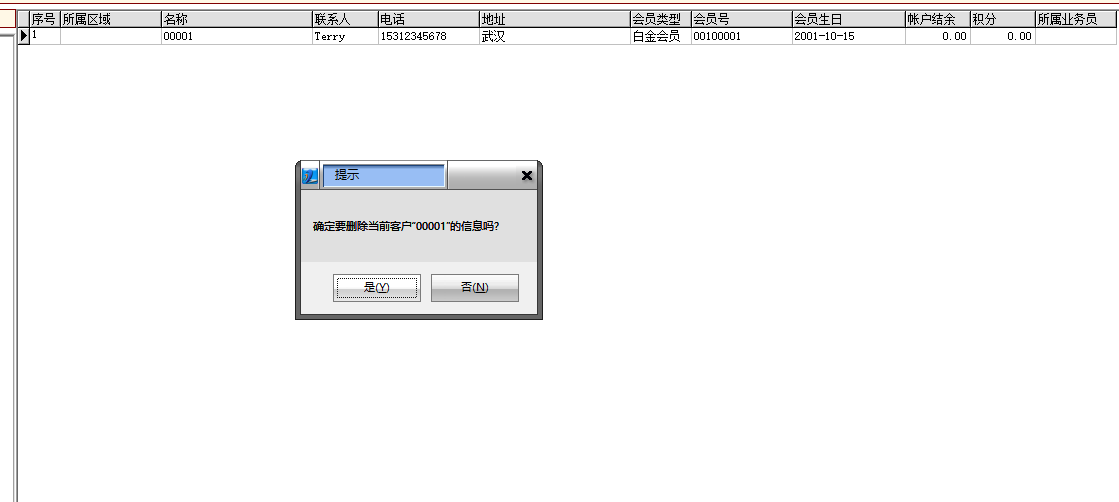 序号 所属区域 名称 联系人 电话 地址 会员类型 会员号 会员生日 帐户结余 积分 所属业务员
1 00001 Terry 15312345678 武汉 白金会员 00100001 2001-10-15 0.00 0.00
提示
确定要删除当前客户“00001”的信息吗?
是(Y) 否(N)